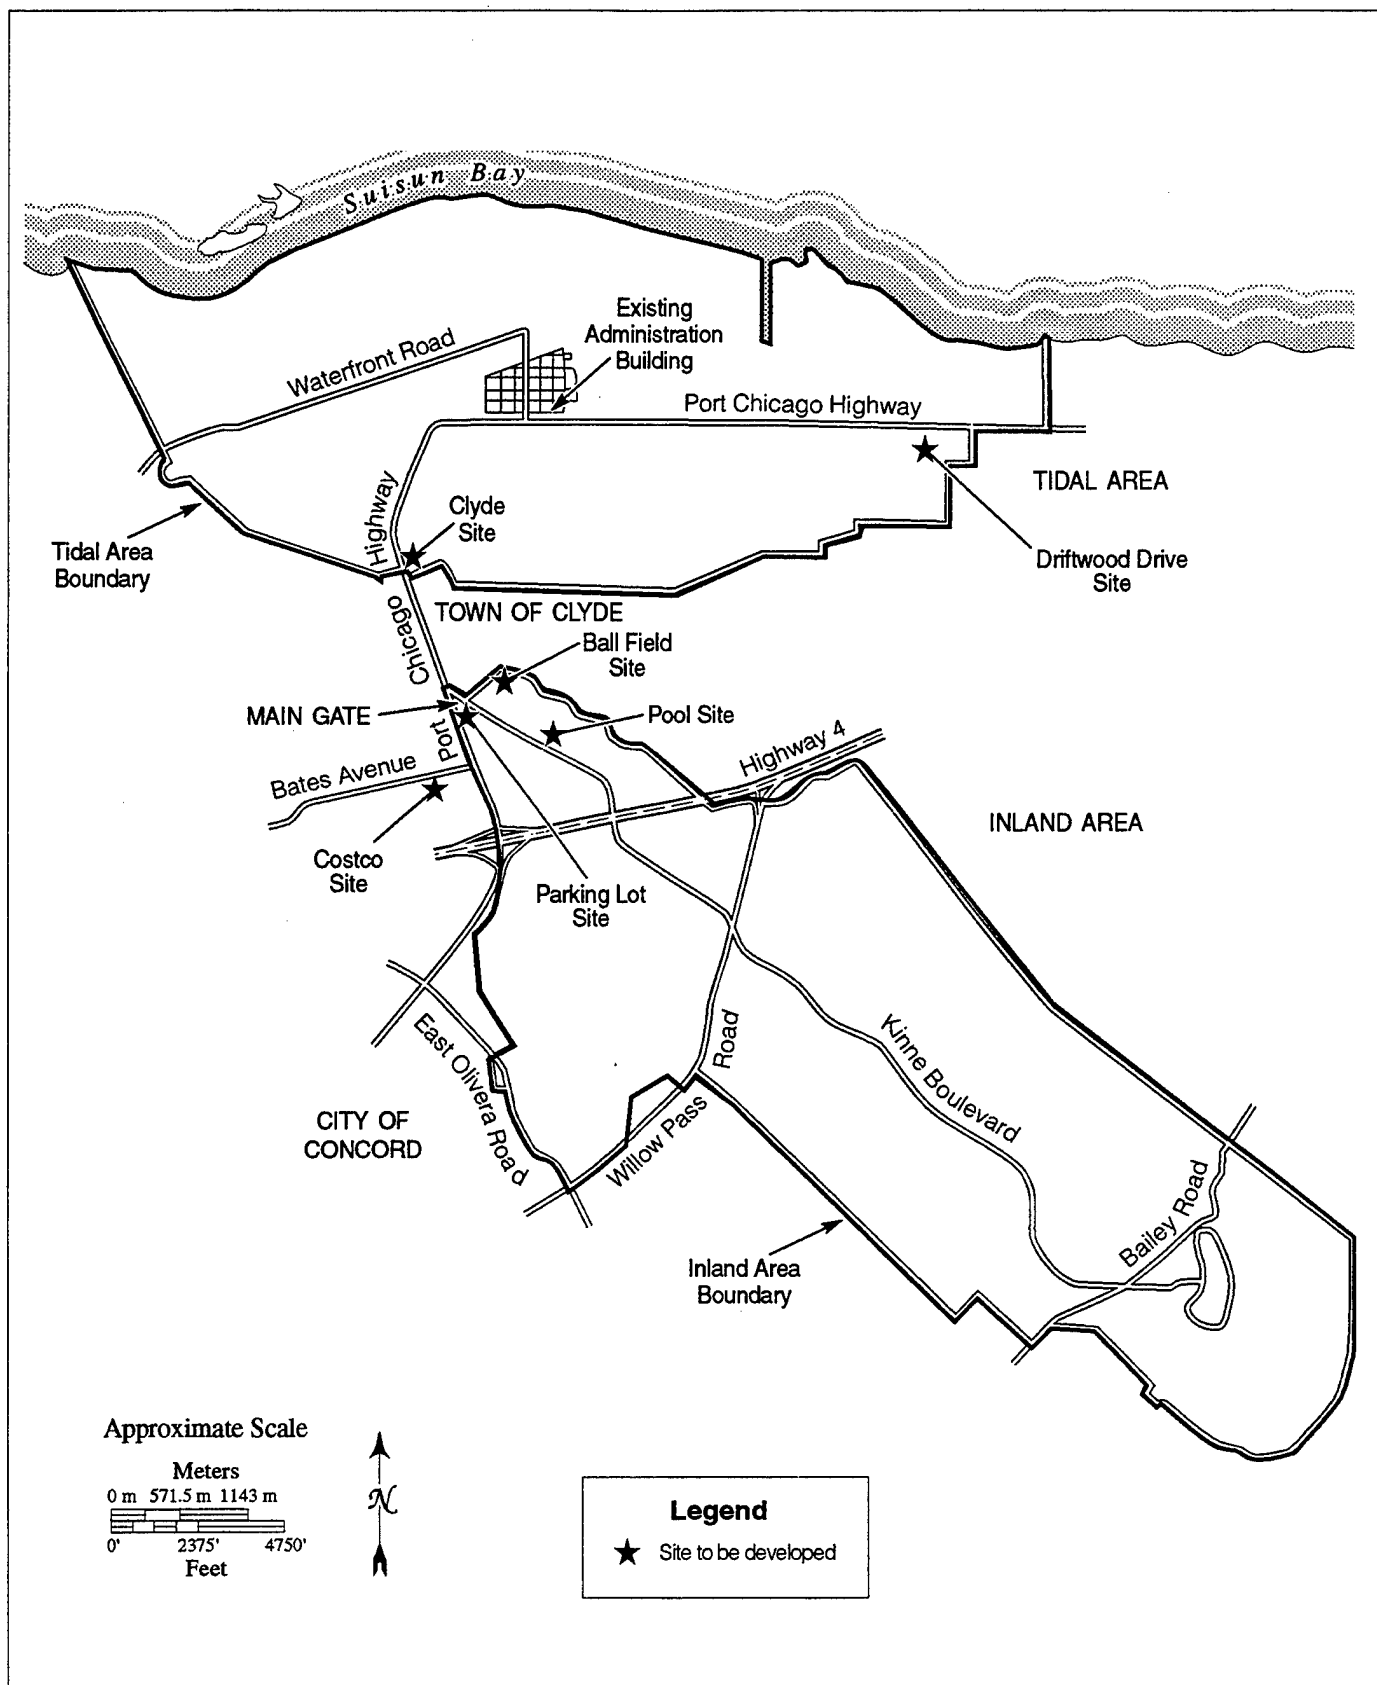 Suisun Bay
Existing
Administration
Building
Waterfront Road
Port Chicago Highway
TIDAL AREA
Highway
Clyde
Site
Tidal Area
Boundary
Driftwood Drive
Site
Chicago
TOWN OF CLYDE
Ball Field
Site
MAIN GATE
Port
Pool Site
Highway 4
Bates Avenue
INLAND AREA
Costco
Site
Parking Lot
Site
East Olivera Road
Road
Kinne Boulevard
CITY OF
CONCORD
Willow Pass
Bailey Road
Inland Area
Boundary
Approximate Scale
Meters
0 m 571.5 m 1143 m
0' 2375' 4750'
Feet
N
Legend
Site to be developed